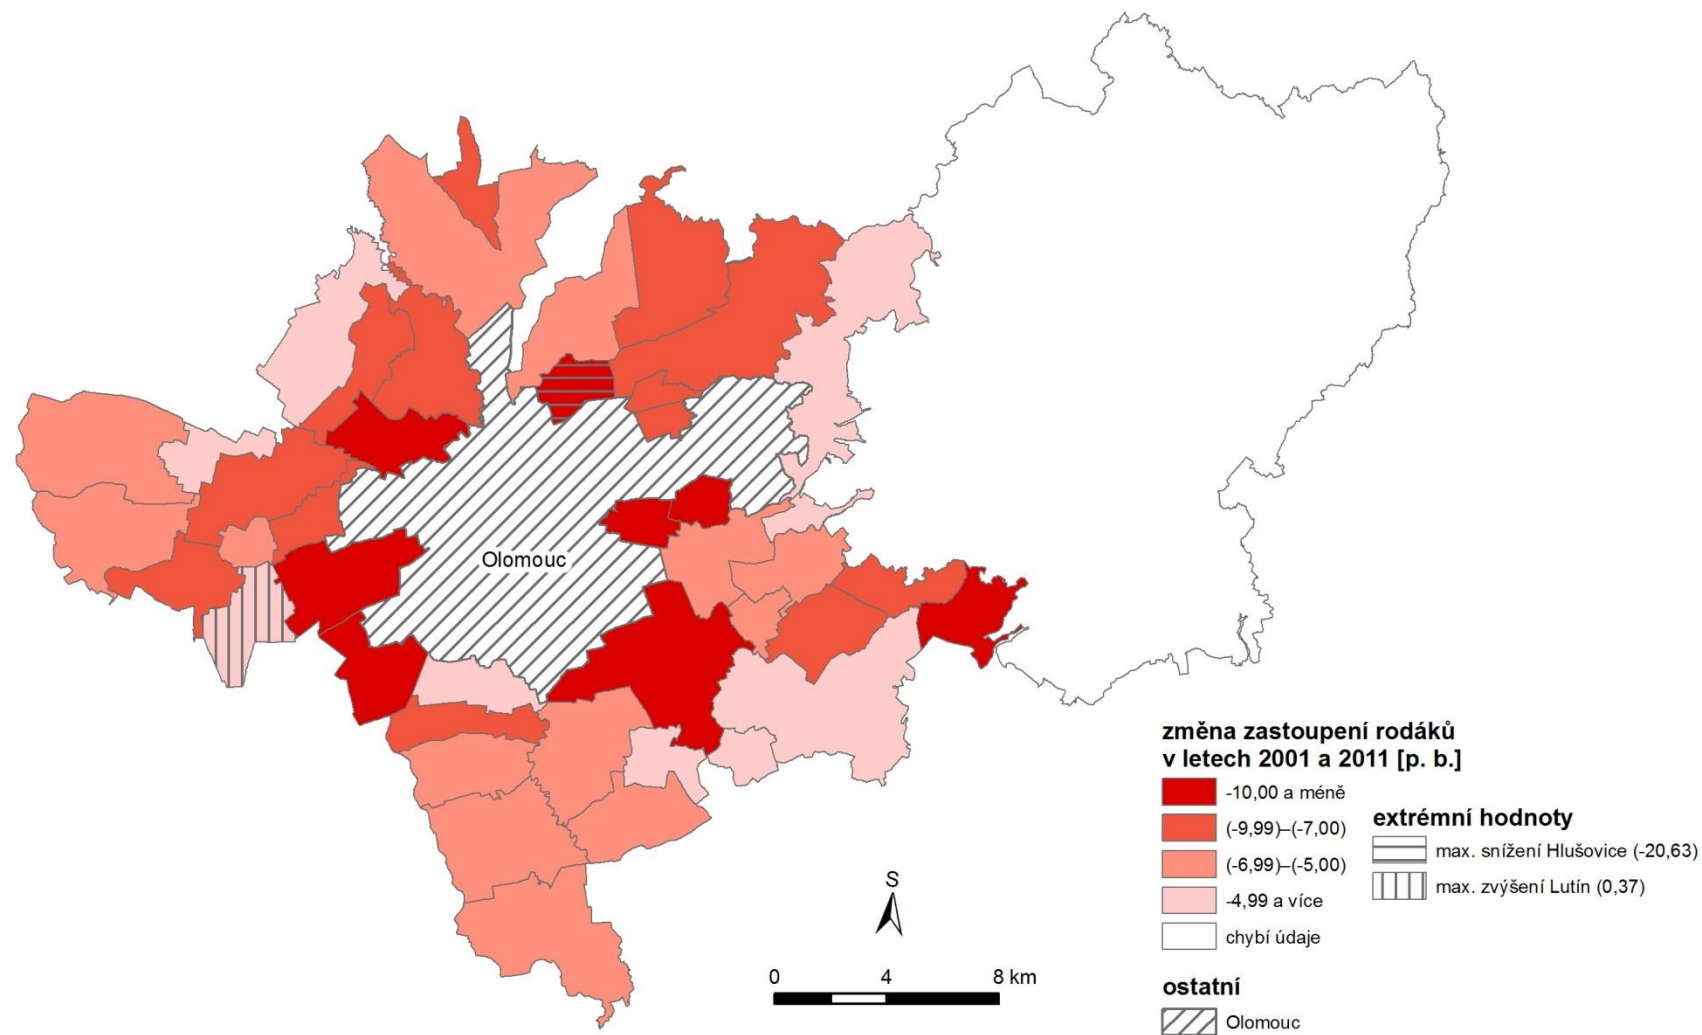 Olomouc
změna zastoupení rodáků
v letech 2001 a 2011 [p. b.]
-10,00 a méně
(-9,99)–(-7,00)
(-6,99)–(-5,00)
-4,99 a více
chybí údaje
extrémní hodnoty
max. snížení Hlušovice (-20,63)
max. zvýšení Lutín (0,37)
S
0 4 8 km
ostatní
Olomouc